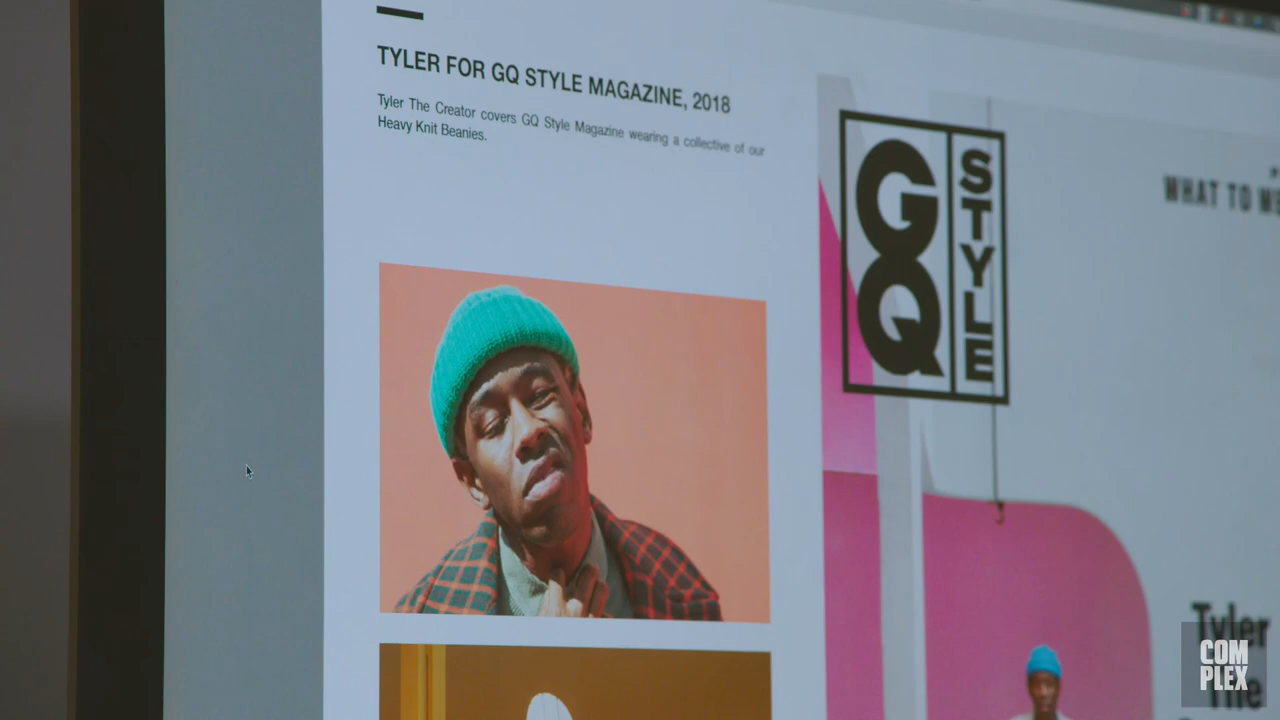 TYLER FOR GQ STYLE MAGAZINE, 2018
Tyler The Creator covers GQ Style Magazine wearing a collective of our
Heavy Knit Beanies.
GQ
STYLE
WHAT TO
Tyler
The
COM
PLEX